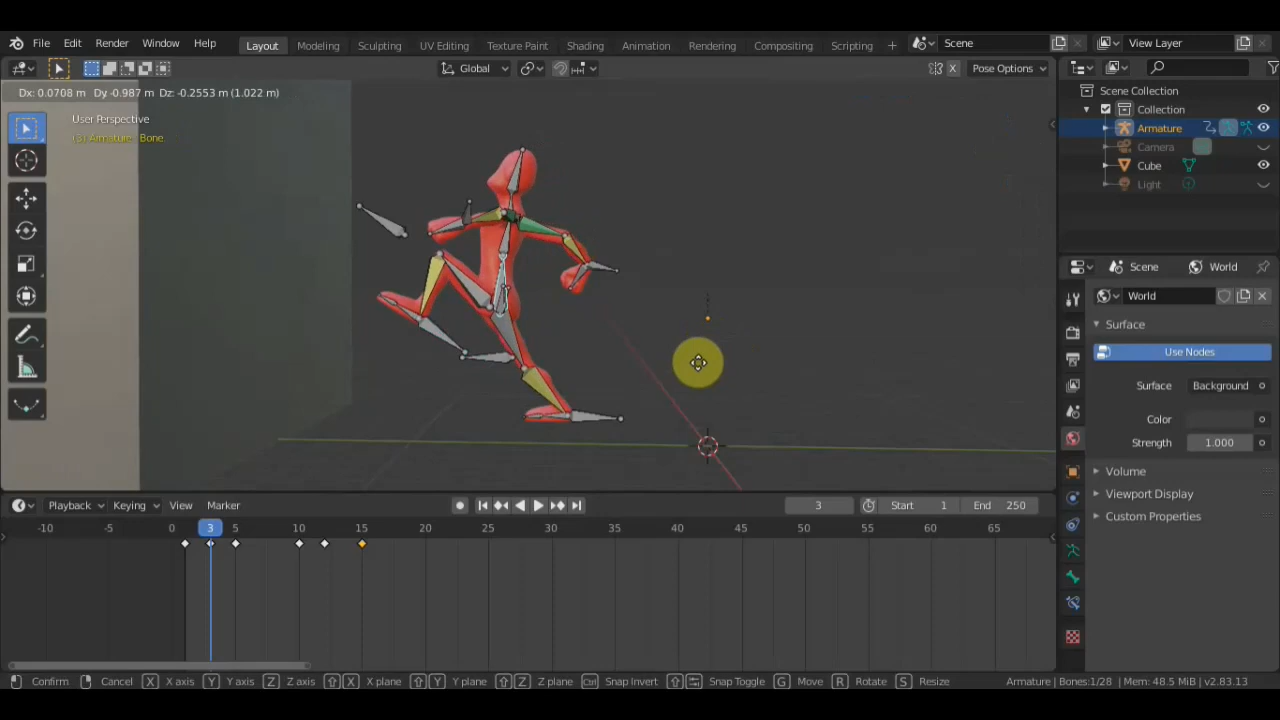 File Edit Render Window Help Layout Modeling Sculpting UV Editing Texture Paint Shading Animation Rendering Compositing Scripting + Scene View Layer
Global X Pose Options
Dx: 0.0708 m Dy -0.987 m Dz: -0.2553 m (1.022 m)
User Perspective
(3) Armature : Bone
Scene Collection
Collection
Armature
Camera
Cube
Light
Scene World
World
Surface
Use Nodes
Surface Background
Color
Strength 1.000
Volume
Viewport Display
Custom Properties
Playback Keying View Marker 3 Start 1 End 250
-10 0 3 5 10 15 20 25 30 35 40 45 50 55 60 65
Confirm Cancel X X axis Y Y axis Z Z axis X X plane Y Y plane Z Z plane Ctrl Snap Invert Snap Toggle G Move R Rotate S Resize Armature | Bones:1/28 | Mem: 48.5 MiB | v2.83.13